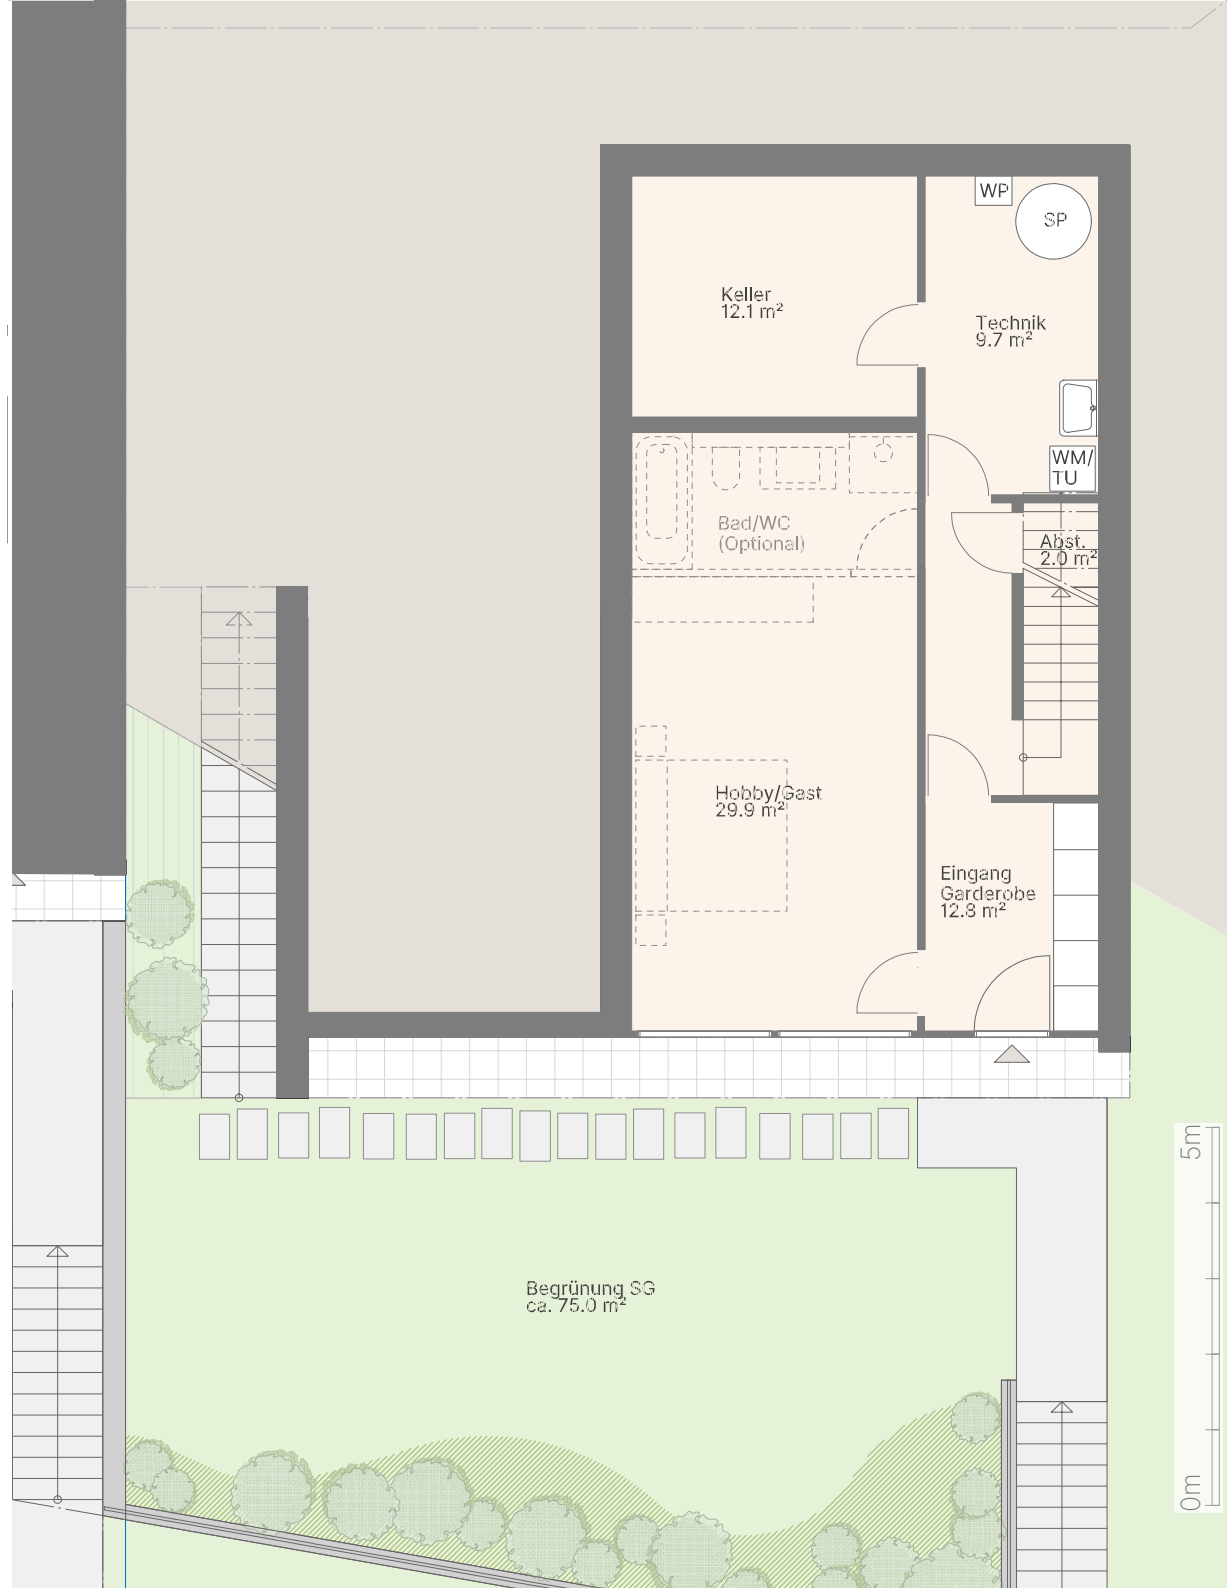 WP
SP
Keller
12.1 m²
Technik
9.7 m²
WM/
TU
Bad/WC
(Optional)
Abst.
2.0 m²
Hobby/Gast
29.9 m²
Eingang
Garderobe
12.8 m²
5m
0m
Begrünung SG
ca. 75.0 m²